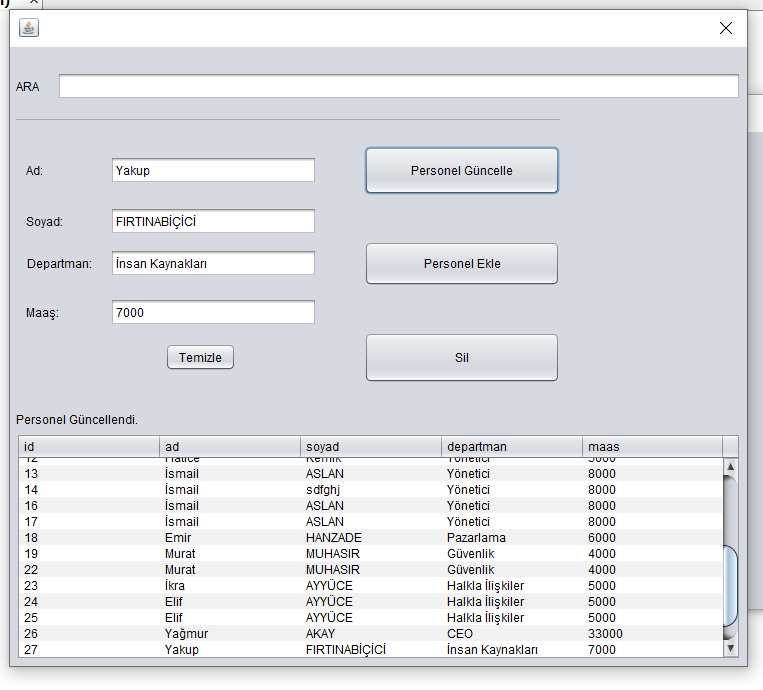 ARA
Ad: Yakup Personel Güncelle
Soyad: FIRTINABİÇİCİ
Departman: İnsan Kaynakları Personel Ekle
Maaş: 7000
Temizle Sil
Personel Güncellendi.
id ad soyad departman maas
12 Hatice Kemik Yönetici 5000
13 İsmail ASLAN Yönetici 8000
14 İsmail sdfghj Yönetici 8000
16 İsmail ASLAN Yönetici 8000
17 İsmail ASLAN Yönetici 8000
18 Emir HANZADE Pazarlama 6000
19 Murat MUHASIR Güvenlik 4000
22 Murat MUHASIR Güvenlik 4000
23 İkra AYYÜCE Halkla İlişkiler 5000
24 Elif AYYÜCE Halkla İlişkiler 5000
25 Elif AYYÜCE Halkla İlişkiler 5000
26 Yağmur AKAY CEO 33000
27 Yakup FIRTINABİÇİCİ İnsan Kaynakları 7000